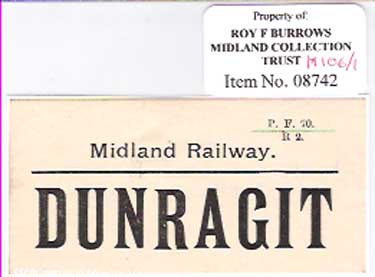 Property of:
ROY F BURROWS
MIDLAND COLLECTION
TRUST M106/1
Item No. 08742
P. F. 70.
R 2.
Midland Railway.
DUNRAGIT